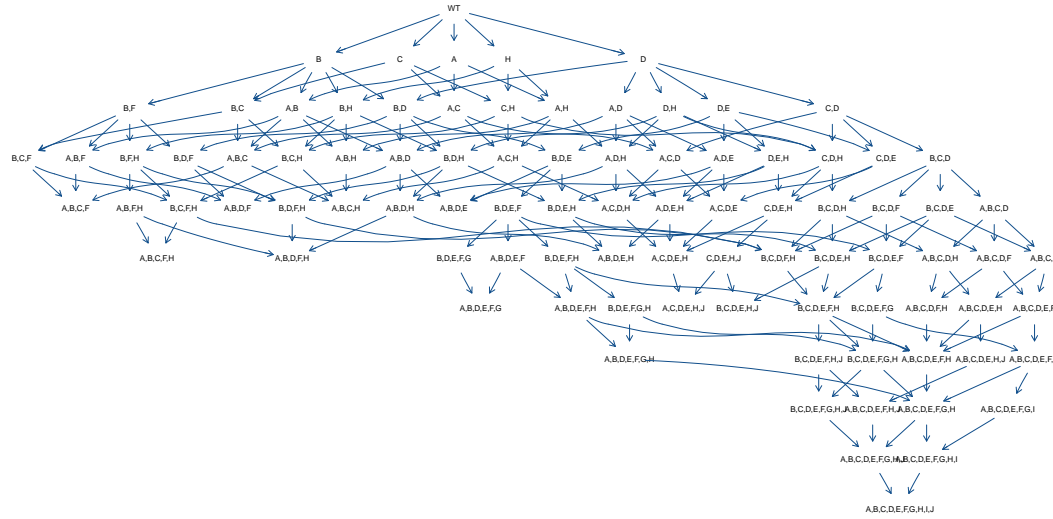 WT
B C A H D
B,F B,C A,B B,H B,D A,C C,H A,H A,D D,H D,E C,D
B,C,F A,B,F B,F,H B,D,F A,B,C B,C,H A,B,H A,B,D B,D,H A,C,H B,D,E A,D,H A,C,D A,D,E D,E,H C,D,H C,D,E B,C,D
A,B,C,F A,B,F,H B,C,F,H A,B,D,F B,D,F,H A,B,C,H A,B,D,H A,B,D,E B,D,E,F B,D,E,H A,C,D,H A,D,E,H A,C,D,E C,D,E,H B,C,D,H B,C,D,F B,C,D,E A,B,C,D
A,B,C,F,H A,B,D,F,H B,D,E,F,G A,B,D,E,F B,D,E,F,H A,B,D,E,H A,C,D,E,H C,D,E,H,J B,C,D,F,H B,C,D,E,H B,C,D,E,F A,B,C,D,H A,B,C,D,F A,B,C,
A,B,D,E,F,G A,B,D,E,F,H B,D,E,F,G,H A,C,D,E,H,J B,C,D,E,H,J B,C,D,E,F,H B,C,D,E,F,G A,B,C,D,F,H A,B,C,D,E,H A,B,C,D,E,F
A,B,D,E,F,G,H B,C,D,E,F,H,J B,C,D,E,F,G,H A,B,C,D,E,F,H A,B,C,D,E,H,J A,B,C,D,E,F,
B,C,D,E,F,G,H,J A,B,C,D,E,F,H,J A,B,C,D,E,F,G,H A,B,C,D,E,F,G,I
A,B,C,D,E,F,G,H,J A,B,C,D,E,F,G,H,I
A,B,C,D,E,F,G,H,I,J